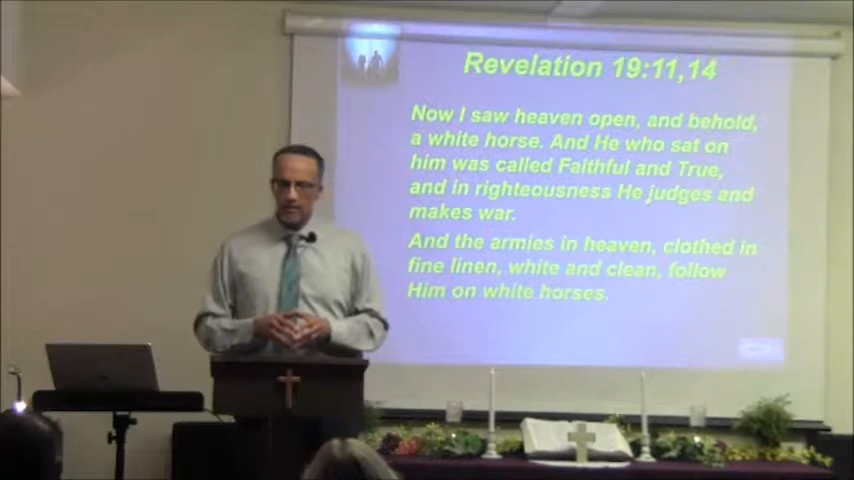 Revelation 19:11,14
Now I saw heaven open, and behold,
a white horse. And He who sat on
him was called Faithful and True,
and in righteousness He judges and
makes war.
And the armies in heaven, clothed in
fine linen, white and clean, follow
Him on white horses.